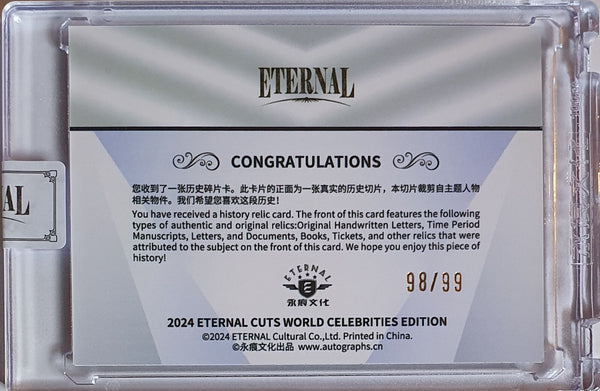 ETERNAL
CONGRATULATIONS
您收到了一张历史碎片卡。此卡片的正面为一张真实的历史切片，本切片裁剪自主题人物
相关物件。我们希望您喜欢这段历史！
You have received a history relic card. The front of this card features the following
types of authentic and original relics:Original Handwritten Letters, Time Period
Manuscripts, Letters, and Documents, Books, Tickets, and other relics that were
attributed to the subject on the front of this card. We hope you enjoy this piece of
history!
AL
ETERNAL
E
永痕文化
98/99
2024 ETERNAL CUTS WORLD CELEBRITIES EDITION
©2024 ETERNAL Cultural Co.,Ltd. Printed in China.
©永痕文化出品 www.autographs.cn